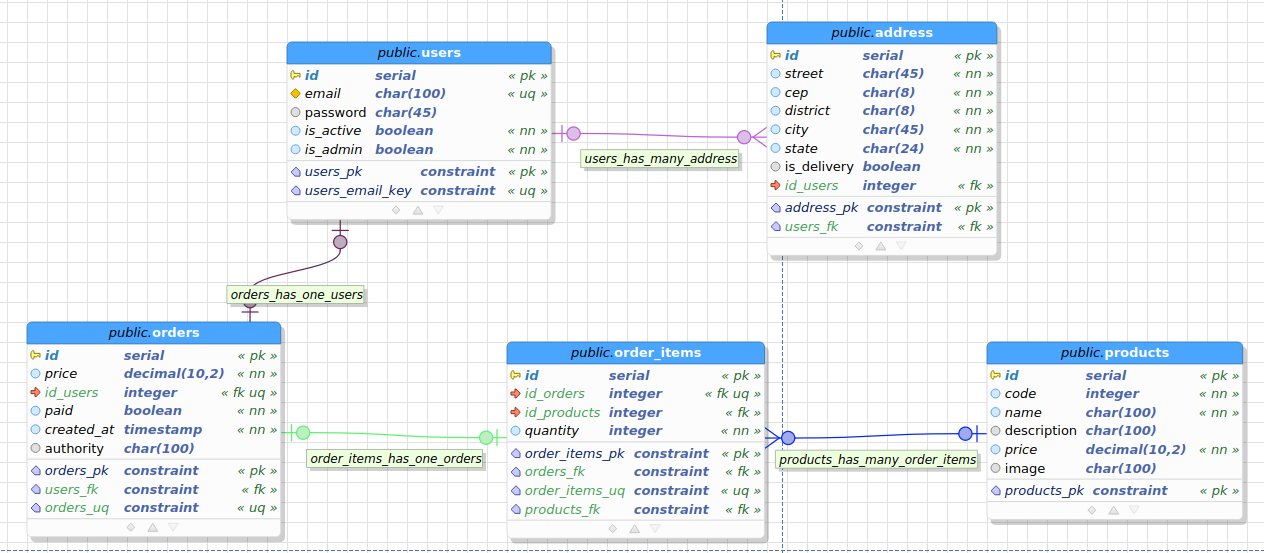 public.users
id serial « pk »
email char(100) « uq »
password char(45)
is_active boolean « nn »
is_admin boolean « nn »
users_pk constraint « pk »
users_email_key constraint « uq »
public.address
id serial « pk »
street char(45) « nn »
cep char(8) « nn »
district char(8) « nn »
city char(45) « nn »
state char(24) « nn »
is_delivery boolean
id_users integer « fk »
address_pk constraint « pk »
users_fk constraint « fk »
users_has_many_address
orders_has_one_users
public.orders
id serial « pk »
price decimal(10,2) « nn »
id_users integer « fk uq »
paid boolean « nn »
created_at timestamp « nn »
authority char(100)
orders_pk constraint « pk »
users_fk constraint « fk »
orders_uq constraint « uq »
order_items_has_one_orders
public.order_items
id serial « pk »
id_orders integer « fk uq »
id_products integer « fk »
quantity integer « nn »
order_items_pk constraint « pk »
orders_fk constraint « fk »
order_items_uq constraint « uq »
products_fk constraint « fk »
products_has_many_order_items
public.products
id serial « pk »
code integer « nn »
name char(100) « nn »
description char(100)
price decimal(10,2) « nn »
image char(100)
products_pk constraint « pk »